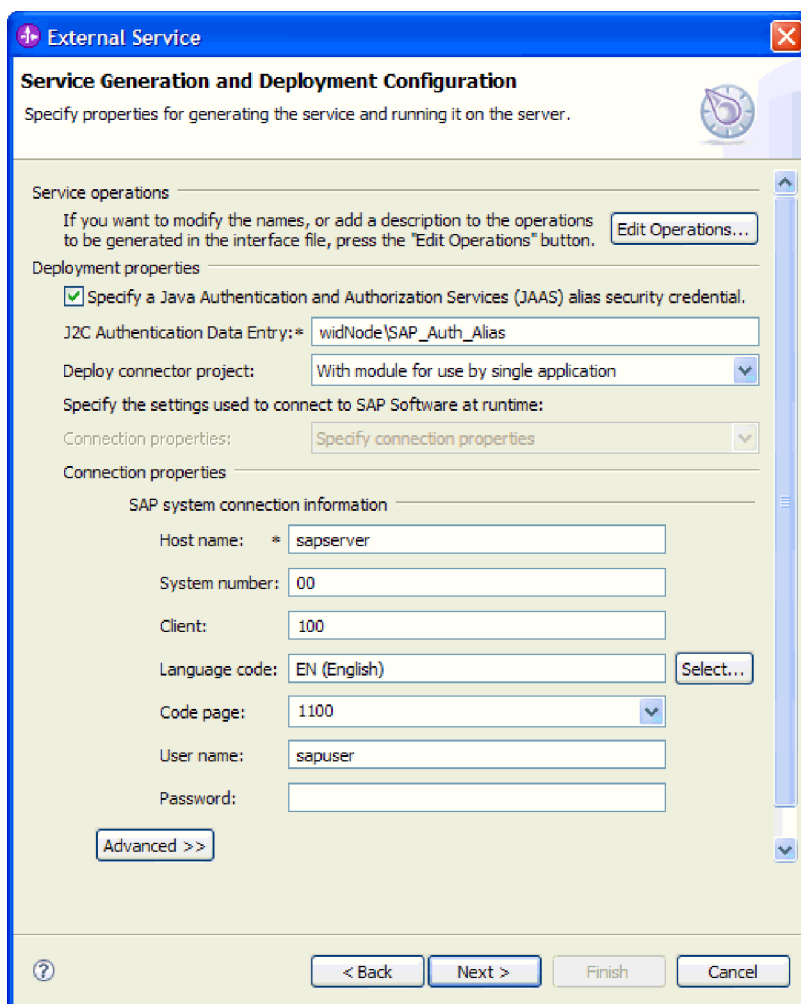 External Service
Service Generation and Deployment Configuration
Specify properties for generating the service and running it on the server.
Service operations
If you want to modify the names, or add a description to the operations
to be generated in the interface file, press the "Edit Operations" button.
Edit Operations...
Deployment properties
Specify a Java Authentication and Authorization Services (JAAS) alias security credential.
J2C Authentication Data Entry:* widNode\SAP_Auth_Alias
Deploy connector project: With module for use by single application
Specify the settings used to connect to SAP Software at runtime:
Connection properties: Specify connection properties
Connection properties
SAP system connection information
Host name: * sapserver
System number: 00
Client: 100
Language code: EN (English) Select...
Code page: 1100
User name: sapuser
Password:
Advanced >>
? < Back Next > Finish Cancel